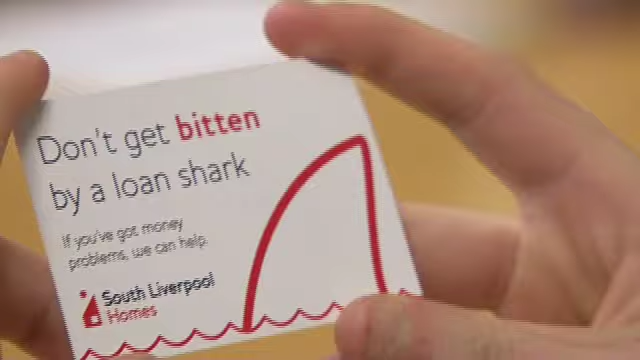 Don't get bitten
by a loan shark
If you've got money
problems, we can help.
South Liverpool
Homes